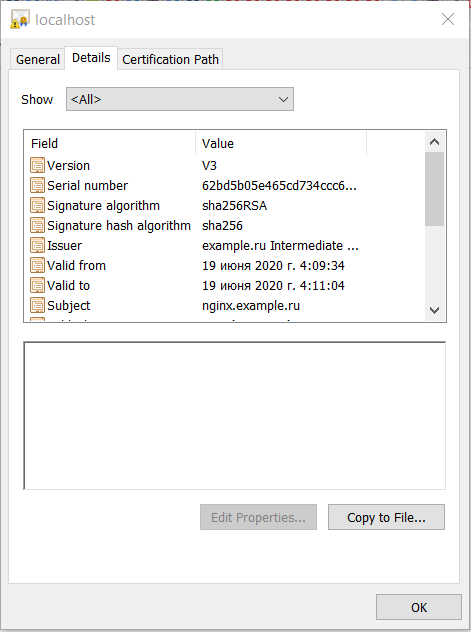 localhost
General Details Certification Path
Show <All>
Field Value
Version V3
Serial number 62bd5b05e465cd734ccc6...
Signature algorithm sha256RSA
Signature hash algorithm sha256
Issuer example.ru Intermediate ...
Valid from 19 июня 2020 г. 4:09:34
Valid to 19 июня 2020 г. 4:11:04
Subject nginx.example.ru
Edit Properties... Copy to File...
OK